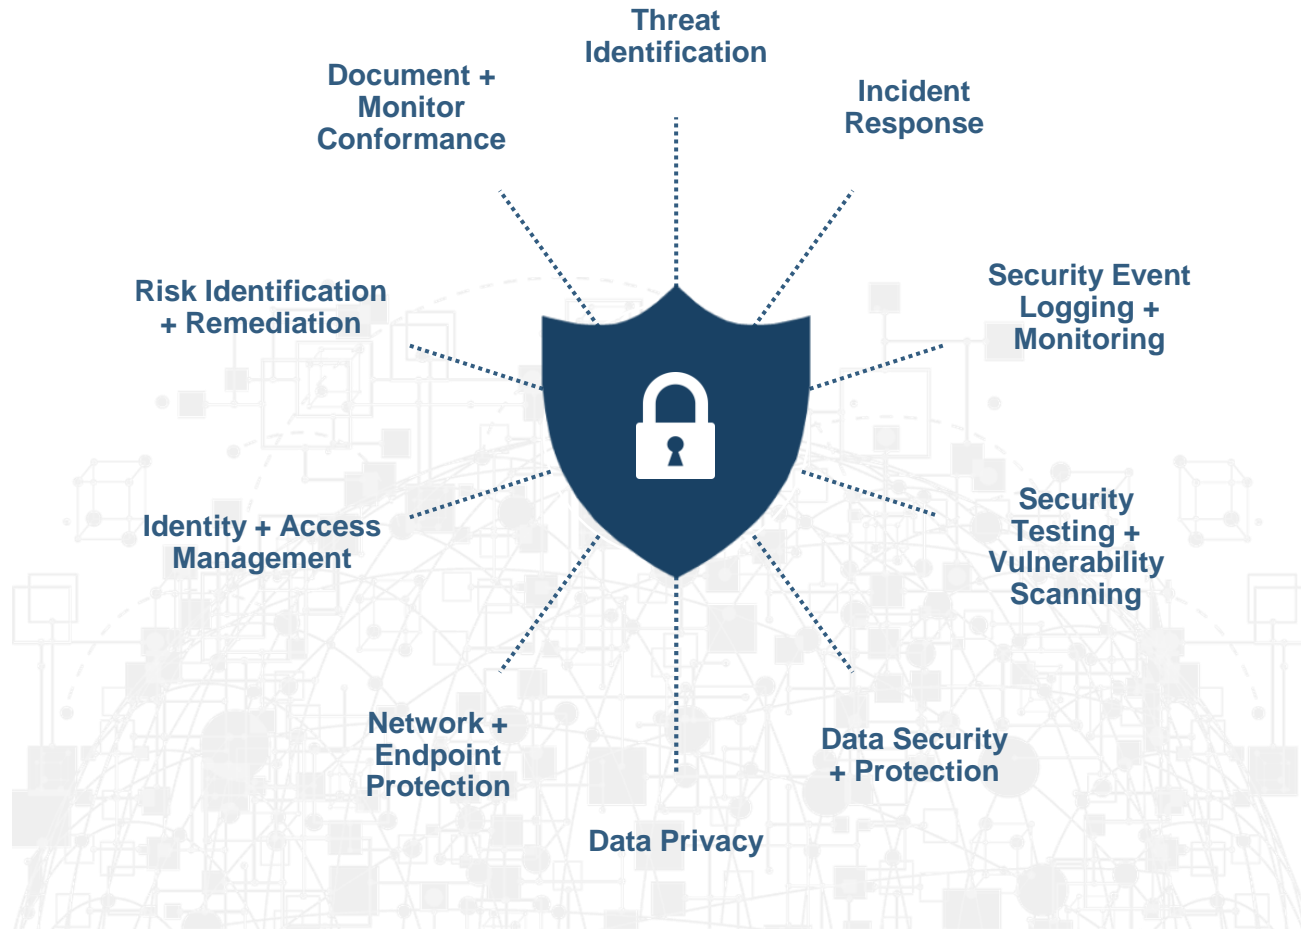 Threat
Identification
Document +
Monitor
Conformance
Incident
Response
Risk Identification
+ Remediation
Security Event
Logging +
Monitoring
Identity + Access
Management
Security
Testing +
Vulnerability
Scanning
Network +
Endpoint
Protection
Data Security
+ Protection
Data Privacy